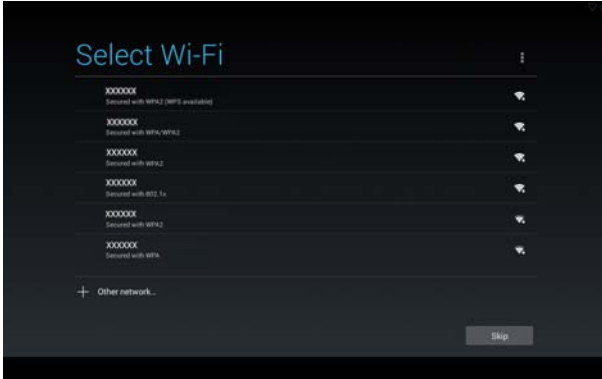 Select Wi-Fi
XXXXXX
Secured with WPA2 (WPS available)
XXXXXX
Secured with WPA/WPA2
XXXXXX
Secured with WPA2
XXXXXX
Secured with 802.1x
XXXXXX
Secured with WPA2
XXXXXX
Secured with WPA
Other network...
Skip